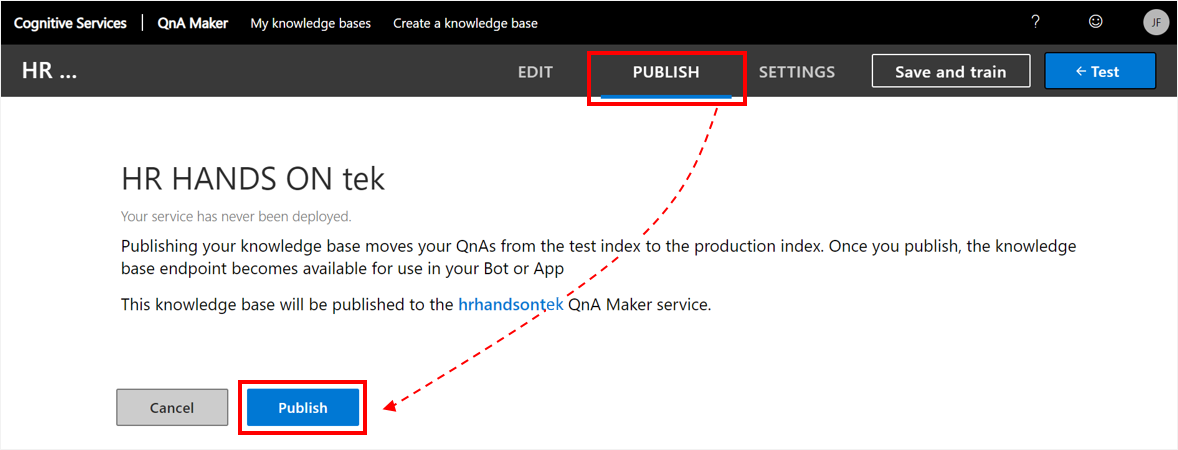 Cognitive Services | QnA Maker My knowledge bases Create a knowledge base ? JF
HR ... EDIT PUBLISH SETTINGS Save and train ← Test
HR HANDS ON tek
Your service has never been deployed.
Publishing your knowledge base moves your QnAs from the test index to the production index. Once you publish, the knowledge
base endpoint becomes available for use in your Bot or App
This knowledge base will be published to the hrhandsontek QnA Maker service.
Cancel Publish